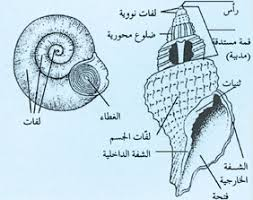 رأس
لفات نووية
ضلوع محورية
قمة مستدقة
(مدببة)
ثنيات
الغطاء
لفات
لفات الجسم
الشفة الداخلية
الشفة
الخارجية
فتحة